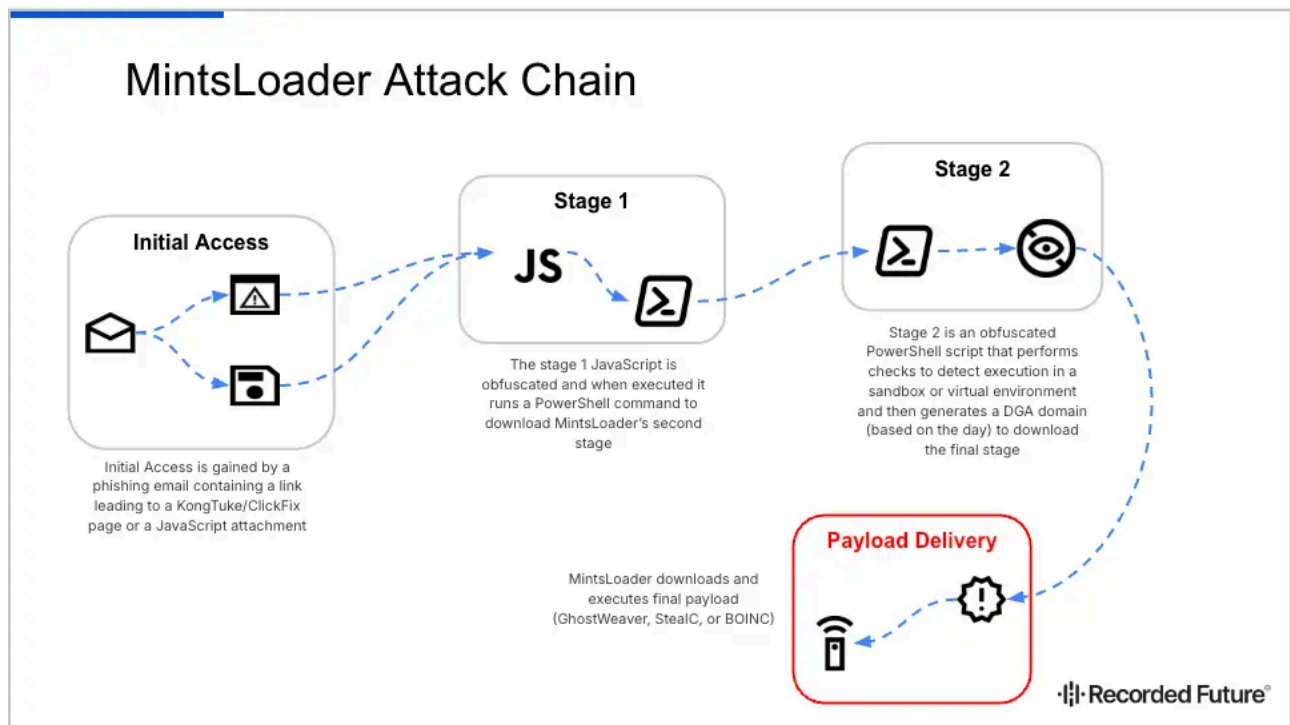 MintsLoader Attack Chain
Initial Access
Initial Access is gained by a
phishing email containing a link
leading to a KongTuke/ClickFix
page or a JavaScript attachment
Stage 1
JS
The stage 1 JavaScript is
obfuscated and when executed it
runs a PowerShell command to
download MintsLoader's second
stage
Stage 2
Stage 2 is an obfuscated
PowerShell script that performs
checks to detect execution in a
sandbox or virtual environment
and then generates a DGA domain
(based on the day) to download
the final stage
Payload Delivery
MintsLoader downloads and
executes final payload
(GhostWeaver, StealC, or BOINC)
Recorded Future®